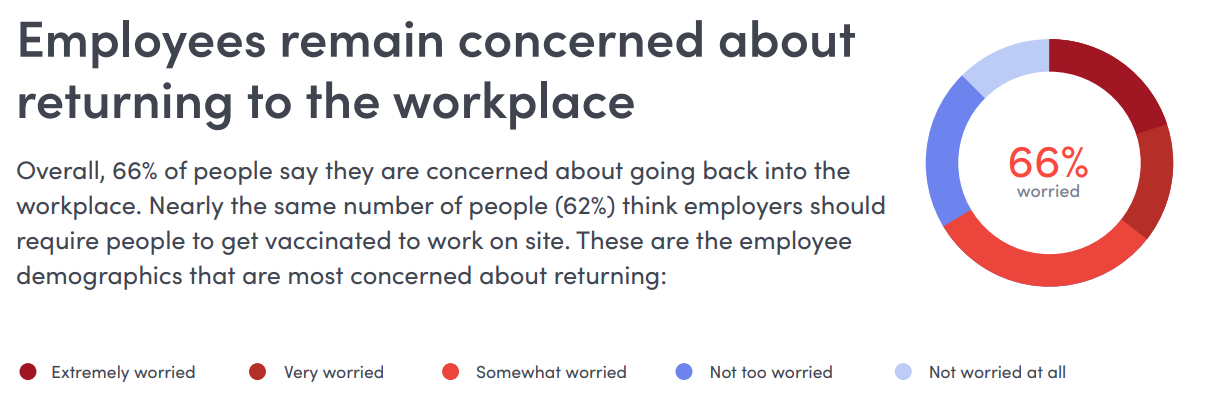 Employees remain concerned about
returning to the workplace
Overall, 66% of people say they are concerned about going back into the
workplace. Nearly the same number of people (62%) think employers should
require people to get vaccinated to work on site. These are the employee
demographics that are most concerned about returning:
66%
worried
Extremely worried
Very worried
Somewhat worried
Not too worried
Not worried at all